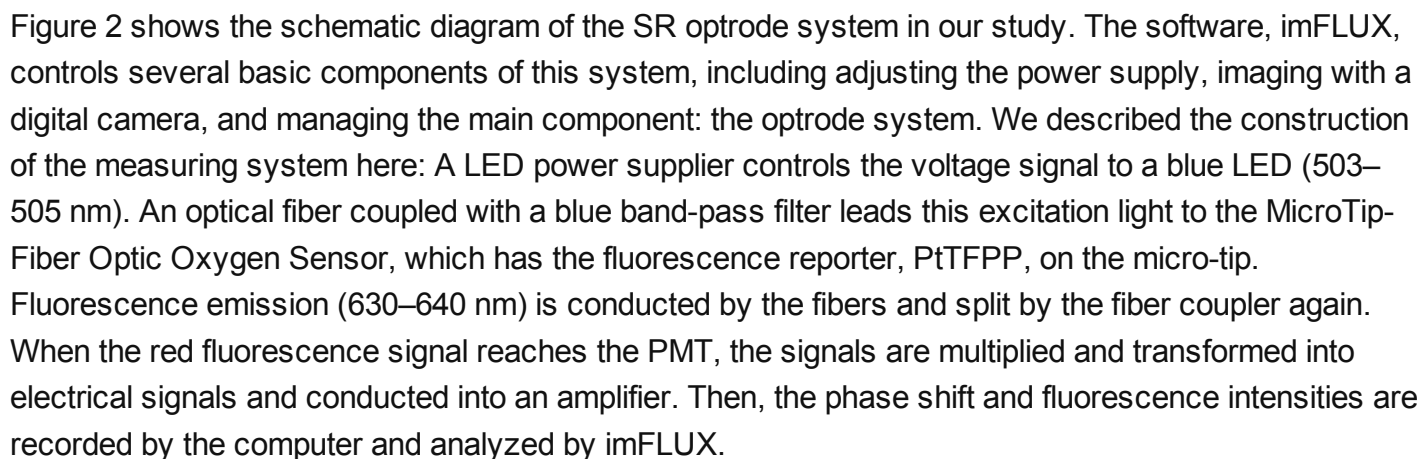 Figure 2 shows the schematic diagram of the SR optrode system in our study. The software, imFLUX,
controls several basic components of this system, including adjusting the power supply, imaging with a
digital camera, and managing the main component: the optrode system. We described the construction
of the measuring system here: A LED power supplier controls the voltage signal to a blue LED (503–
505 nm). An optical fiber coupled with a blue band-pass filter leads this excitation light to the MicroTip-
Fiber Optic Oxygen Sensor, which has the fluorescence reporter, PtTFPP, on the micro-tip.
Fluorescence emission (630–640 nm) is conducted by the fibers and split by the fiber coupler again.
When the red fluorescence signal reaches the PMT, the signals are multiplied and transformed into
electrical signals and conducted into an amplifier. Then, the phase shift and fluorescence intensities are
recorded by the computer and analyzed by imFLUX.